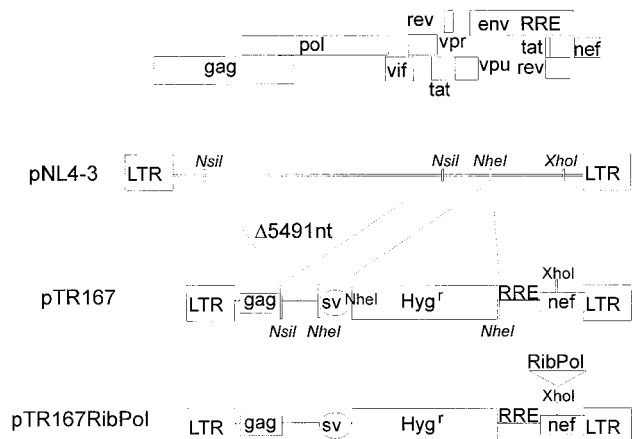 rev env RRE
pol vpr tat nef
gag vif vpu rev
tat
NsiI NsiI NheI XhoI
pNL4-3 LTR LTR
Δ5491nt
XhoI
pTR167 LTR gag sv NheI Hygr RRE nef LTR
NsiI NheI NheI
RibPol
XhoI
pTR167RibPol LTR gag sv Hygr RRE nef LTR